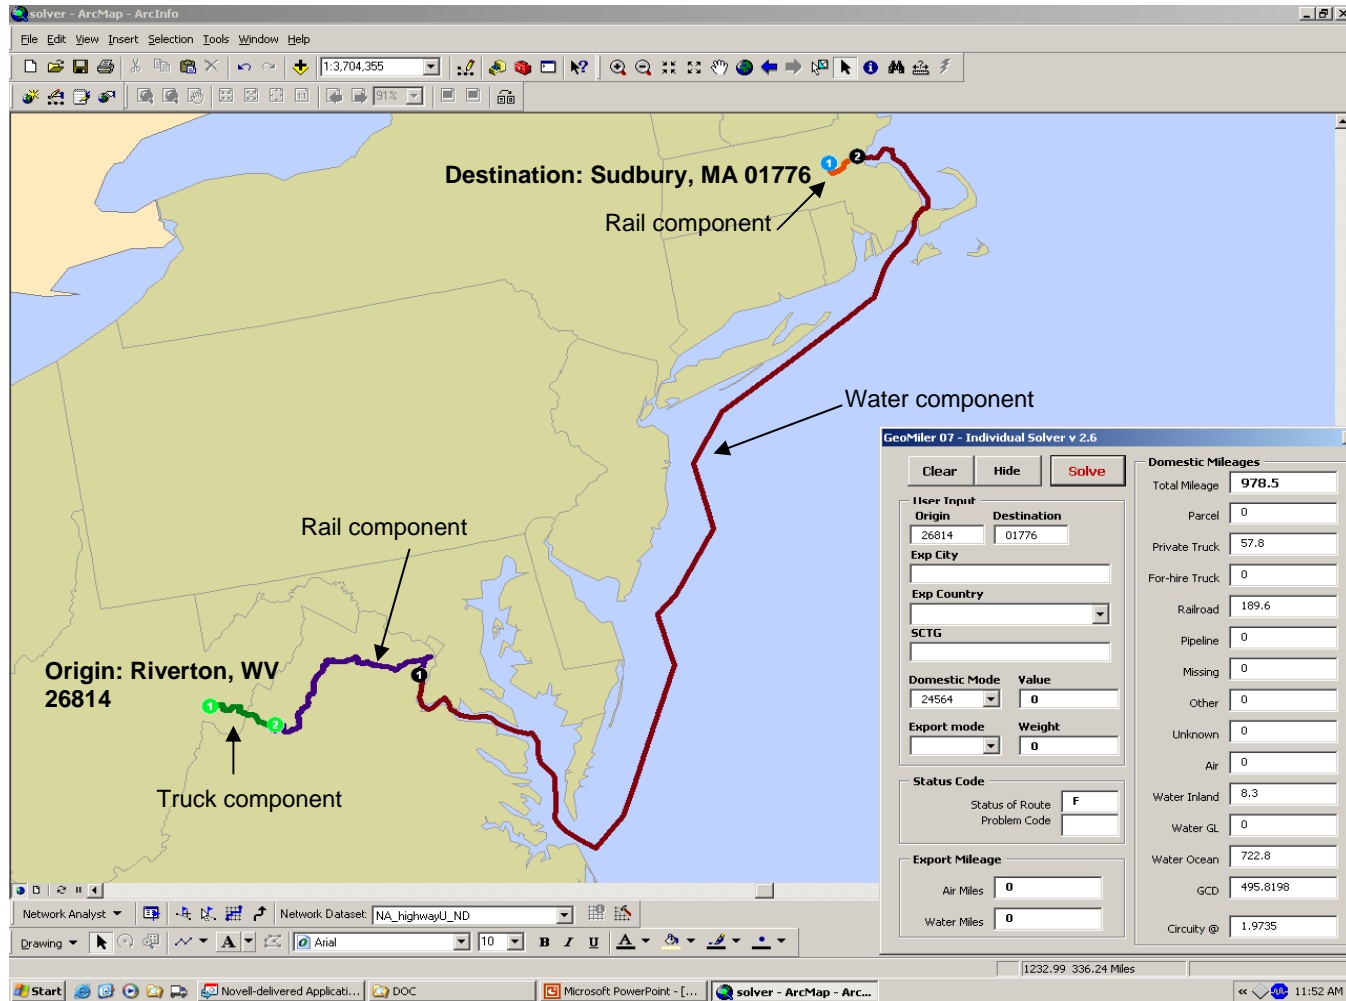 solver - ArcMap - ArcInfo
File Edit View Insert Selection Tools Window Help
1:3,704,355
91%
Destination: Sudbury, MA 01776
1
2
Rail component
Water component
Rail component
Origin: Riverton, WV
26814
1
2
1
Truck component
GeoMiler 07 - Individual Solver v 2.6
Clear Hide Solve
User Input
Origin Destination
26814 01776
Exp City
Exp Country
SCTG
Domestic Mode Value
24564 0
Export mode Weight
0
Status Code
Status of Route F
Problem Code
Export Mileage
Air Miles 0
Water Miles 0
Domestic Mileages
Total Mileage 978.5
Parcel 0
Private Truck 57.8
For-hire Truck 0
Railroad 189.6
Pipeline 0
Missing 0
Other 0
Unknown 0
Air 0
Water Inland 8.3
Water GL 0
Water Ocean 722.8
GCD 495.8198
Circuity @ 1.9735
Network Analyst Network Dataset: NA_highwayU_ND
Drawing A Arial 10 B I U A
1232.99 336.24 Miles
Start Novell-delivered Applicati... DOC Microsoft PowerPoint - [... solver - ArcMap - Arc... 11:52 AM